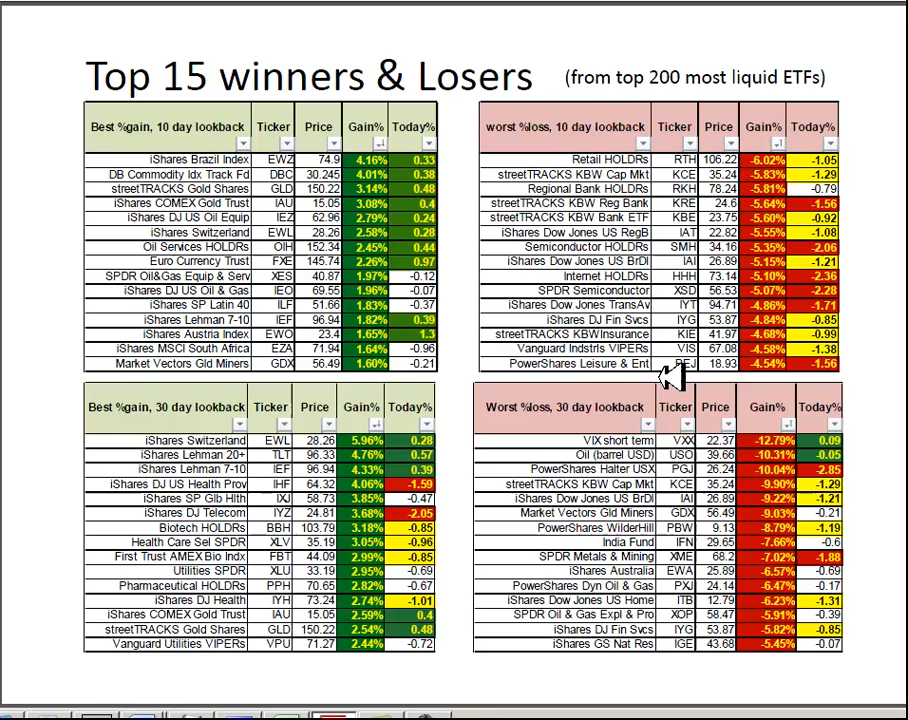 Top 15 winners & Losers (from top 200 most liquid ETFs)
Best %gain, 10 day lookback Ticker Price Gain% Today%
iShares Brazil Index EWZ 74.9 4.16% 0.33
DB Commodity Idx Track Fd DBC 30.245 4.01% 0.38
streetTRACKS Gold Shares GLD 150.22 3.14% 0.48
iShares COMEX Gold Trust IAU 15.05 3.08% 0.4
iShares DJ US Oil Equip IEZ 62.96 2.79% 0.24
iShares Switzerland EWL 28.26 2.58% 0.28
Oil Services HOLDRs OIH 152.34 2.45% 0.44
Euro Currency Trust FXE 145.74 2.26% 0.97
SPDR Oil&Gas Equip & Serv XES 40.87 1.97% -0.12
iShares DJ US Oil & Gas IEO 69.55 1.96% -0.07
iShares SP Latin 40 ILF 51.66 1.83% -0.37
iShares Lehman 7-10 IEF 96.94 1.82% 0.39
iShares Austria Index EWO 23.4 1.65% 1.3
iShares MSCI South Africa EZA 71.94 1.64% -0.96
Market Vectors Gld Miners GDX 56.49 1.60% -0.21
worst %loss, 10 day lookback Ticker Price Gain% Today%
Retail HOLDRs RTH 106.22 -6.02% -1.05
streetTRACKS KBW Cap Mkt KCE 35.24 -5.83% -1.29
Regional Bank HOLDRs RKH 78.24 -5.81% -0.79
streetTRACKS KBW Reg Bank KRE 24.6 -5.64% -1.56
streetTRACKS KBW Bank ETF KBE 23.75 -5.60% -0.92
iShares Dow Jones US RegB IAT 22.82 -5.55% -1.08
Semiconductor HOLDRs SMH 34.16 -5.35% -2.06
iShares Dow Jones US BrDl IAI 26.89 -5.15% -1.21
Internet HOLDRs HHH 73.14 -5.10% -2.36
SPDR Semiconductor XSD 56.53 -5.07% -2.28
iShares Dow Jones TransAv IYT 94.71 -4.86% -1.71
iShares DJ Fin Svcs IYG 53.87 -4.84% -0.85
streetTRACKS KBWInsurance KIE 41.97 -4.68% -0.99
Vanguard Indstrls VIPERs VIS 67.08 -4.58% -1.38
PowerShares Leisure & Ent PEJ 18.93 -4.54% -1.56
Best %gain, 30 day lookback Ticker Price Gain% Today%
iShares Switzerland EWL 28.26 5.96% 0.28
iShares Lehman 20+ TLT 96.33 4.76% 0.57
iShares Lehman 7-10 IEF 96.94 4.33% 0.39
iShares DJ US Health Prov IHF 64.32 4.06% -1.59
iShares SP Glb Hlth IXJ 58.73 3.85% -0.47
iShares DJ Telecom IYZ 24.81 3.68% -2.05
Biotech HOLDRs BBH 103.79 3.18% -0.85
Health Care Sel SPDR XLV 35.19 3.05% -0.96
First Trust AMEX Bio Indx FBT 44.09 2.99% -0.85
Utilities SPDR XLU 33.19 2.95% -0.69
Pharmaceutical HOLDRs PPH 70.65 2.82% -0.67
iShares DJ Health IYH 73.24 2.74% -1.01
iShares COMEX Gold Trust IAU 15.05 2.59% 0.4
streetTRACKS Gold Shares GLD 150.22 2.54% 0.48
Vanguard Utilities VIPERs VPU 71.27 2.44% -0.72
Worst %loss, 30 day lookback Ticker Price Gain% Today%
VIX short term VXX 22.37 -12.79% 0.09
Oil (barrel USD) USO 39.66 -10.31% -0.05
PowerShares Halter USX PGJ 26.24 -10.04% -2.85
streetTRACKS KBW Cap Mkt KCE 35.24 -9.90% -1.29
iShares Dow Jones US BrDl IAI 26.89 -9.22% -1.21
Market Vectors Gld Miners GDX 56.49 -9.03% -0.21
PowerShares WilderHill PBW 9.13 -8.79% -1.19
India Fund IFN 29.65 -7.66% -0.6
SPDR Metals & Mining XME 68.2 -7.02% -1.88
iShares Australia EWA 25.89 -6.57% -0.69
PowerShares Dyn Oil & Gas PXJ 24.14 -6.47% -0.17
iShares Dow Jones US Home ITB 12.79 -6.23% -1.31
SPDR Oil & Gas Expl & Pro XOP 58.47 -5.91% -0.39
iShares DJ Fin Svcs IYG 53.87 -5.82% -0.85
iShares GS Nat Res IGE 43.68 -5.45% -0.07